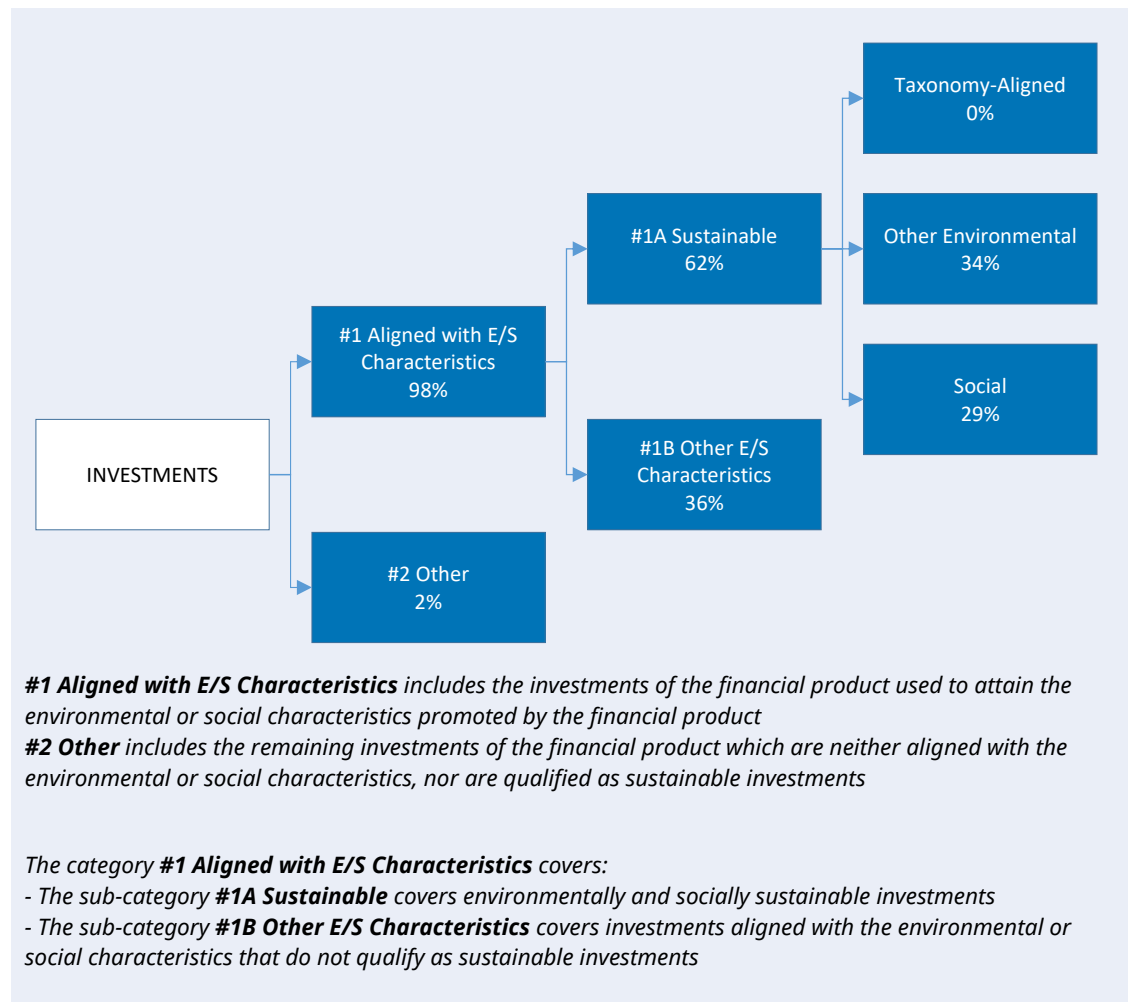 Taxonomy-Aligned
0%
#1A Sustainable
62%
Other Environmental
34%
#1 Aligned with E/S
Characteristics
98%
Social
29%
INVESTMENTS
#1B Other E/S
Characteristics
36%
#2 Other
2%
#1 Aligned with E/S Characteristics includes the investments of the financial product used to attain the
environmental or social characteristics promoted by the financial product
#2 Other includes the remaining investments of the financial product which are neither aligned with the
environmental or social characteristics, nor are qualified as sustainable investments
The category #1 Aligned with E/S Characteristics covers:
- The sub-category #1A Sustainable covers environmentally and socially sustainable investments
- The sub-category #1B Other E/S Characteristics covers investments aligned with the environmental or
social characteristics that do not qualify as sustainable investments